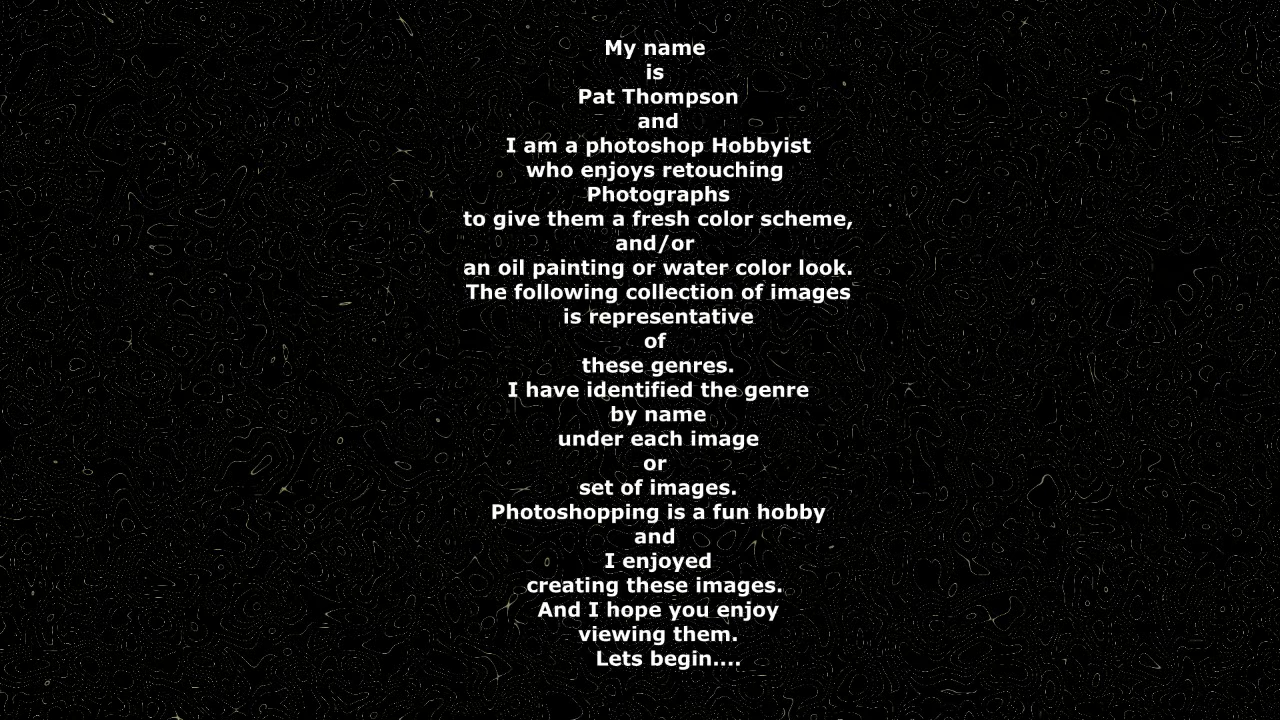 My name
is
Pat Thompson
and
I am a photoshop Hobbyist
who enjoys retouching
Photographs
to give them a fresh color scheme,
and/or
an oil painting or water color look.
The following collection of images
is representative
of
these genres.
I have identified the genre
by name
under each image
or
set of images.
Photoshopping is a fun hobby
and
I enjoyed
creating these images.
And I hope you enjoy
viewing them.
Lets begin....